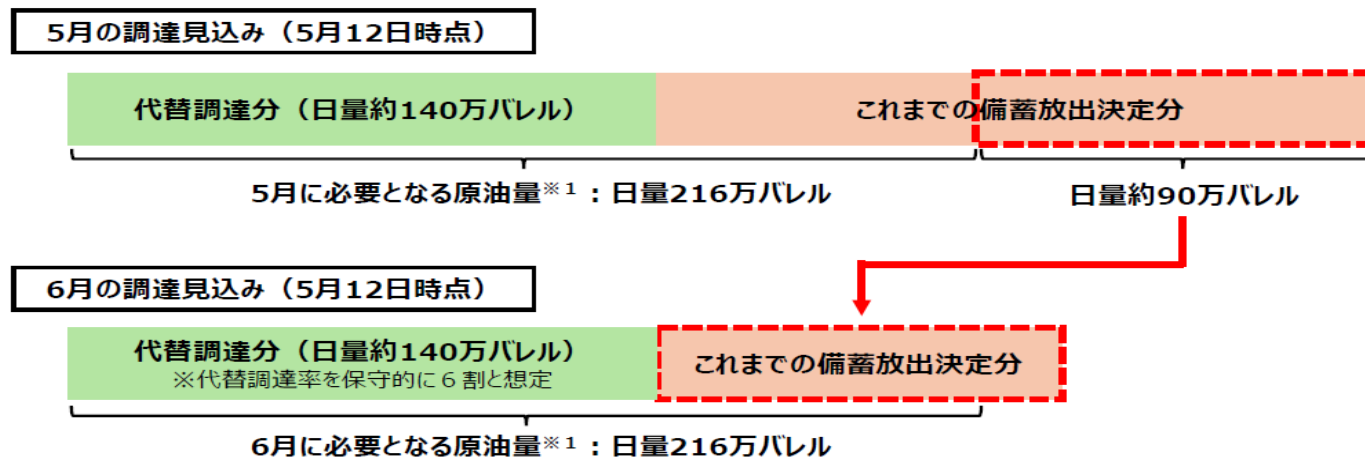 5月の調達見込み（5月12日時点）
代替調達分（日量約140万バレル）
これまでの備蓄放出決定分
5月に必要となる原油量※1：日量216万バレル
日量約90万バレル
6月の調達見込み（5月12日時点）
代替調達分（日量約140万バレル）
※代替調達率を保守的に６割と想定
これまでの備蓄放出決定分
6月に必要となる原油量※1：日量216万バレル